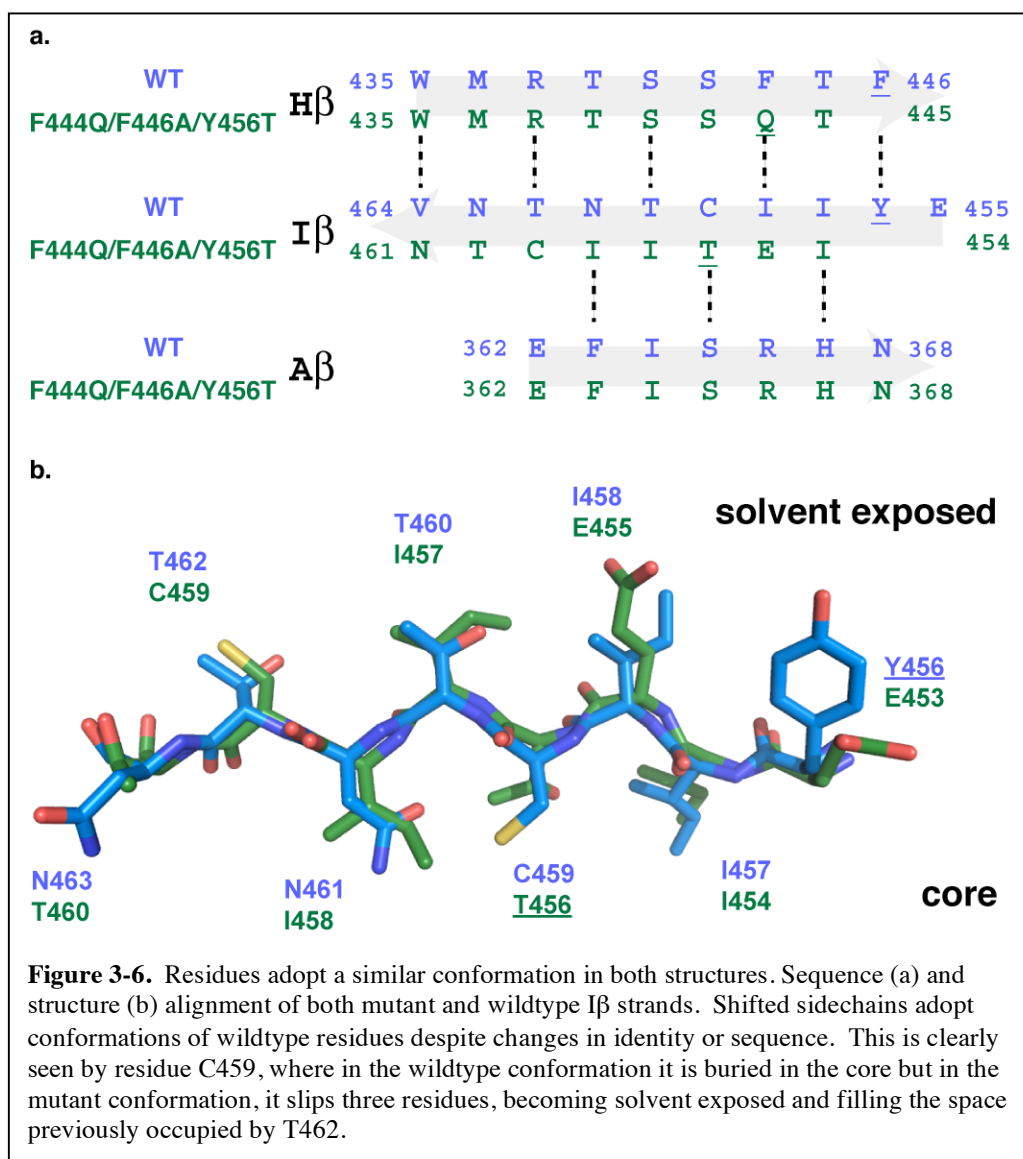 a.
WT Hβ 435 W M R T S S F T F 446
F444Q/F446A/Y456T 435 W M R T S S Q T 445
WT Iβ 464 V N T N T C I I Y E 455
F444Q/F446A/Y456T 461 N T C I I T E I 454
WT Aβ 362 E F I S R H N 368
F444Q/F446A/Y456T 362 E F I S R H N 368
b.
solvent exposed
T462
C459
T460
I457
I458
E455
Y456
E453
N463
T460
N461
I458
C459
T456
I457
I454
core
Figure 3-6. Residues adopt a similar conformation in both structures. Sequence (a) and
structure (b) alignment of both mutant and wildtype Iβ strands. Shifted sidechains adopt
conformations of wildtype residues despite changes in identity or sequence. This is clearly
seen by residue C459, where in the wildtype conformation it is buried in the core but in the
mutant conformation, it slips three residues, becoming solvent exposed and filling the space
previously occupied by T462.